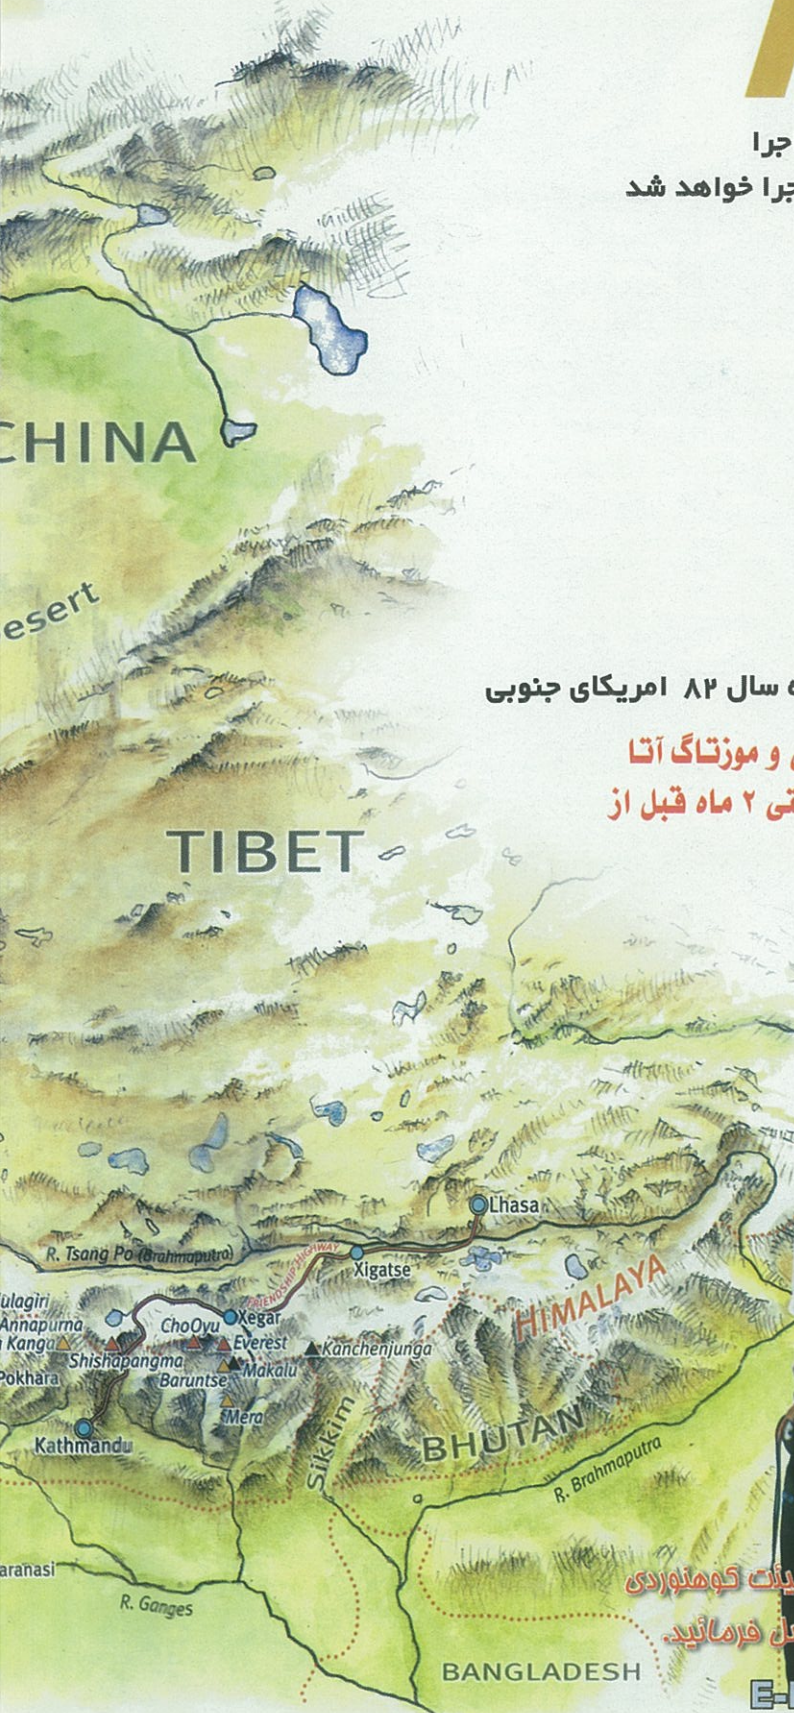 جرا
جرا خواهد شد
CHINA
esert
سال ۸۲ امریکای جنوبی
و موزتاگ آتا
تی ۲ ماه قبل از
TIBET
Lhasa
R. Tsang Po (Brahmaputra)
FRIENDSHIP HIGHWAY
Xigatse
HIMALAYA
ulagiri
Annapurna
Kanga
ChoOyu
Xegar
Everest
Kanchenjunga
Shishapangma
Makalu
Baruntse
Pokhara
Mera
Sikkim
BHUTAN
Kathmandu
R. Brahmaputra
aranasi
R. Ganges
یئت کوهنوردی
ل فرمائید.
BANGLADESH
E-